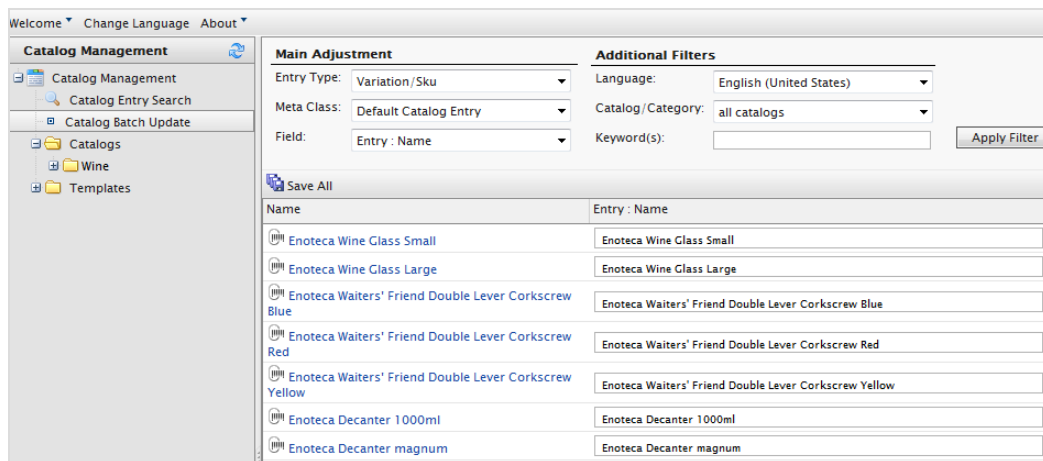 Welcome Change Language About
Catalog Management
Catalog Management
Catalog Entry Search
Catalog Batch Update
Catalogs
Wine
Templates
Main Adjustment
Entry Type: Variation/Sku
Meta Class: Default Catalog Entry
Field: Entry : Name
Additional Filters
Language: English (United States)
Catalog/Category: all catalogs
Keyword(s):
Apply Filter
Save All
Name Entry : Name
Enoteca Wine Glass Small Enoteca Wine Glass Small
Enoteca Wine Glass Large Enoteca Wine Glass Large
Enoteca Waiters' Friend Double Lever Corkscrew
Blue
Enoteca Waiters' Friend Double Lever Corkscrew Blue
Enoteca Waiters' Friend Double Lever Corkscrew
Red
Enoteca Waiters' Friend Double Lever Corkscrew Red
Enoteca Waiters' Friend Double Lever Corkscrew
Yellow
Enoteca Waiters' Friend Double Lever Corkscrew Yellow
Enoteca Decanter 1000ml Enoteca Decanter 1000ml
Enoteca Decanter magnum Enoteca Decanter magnum